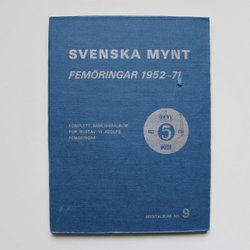 SVENSKA MYNT
FEMÖRINGAR 1952-71
KOMPLETT SAMLINGSALBUM
FÖR GUSTAV VI ADOLFS
FEMÖRINGAR
5
MYNTALBUM NR 9